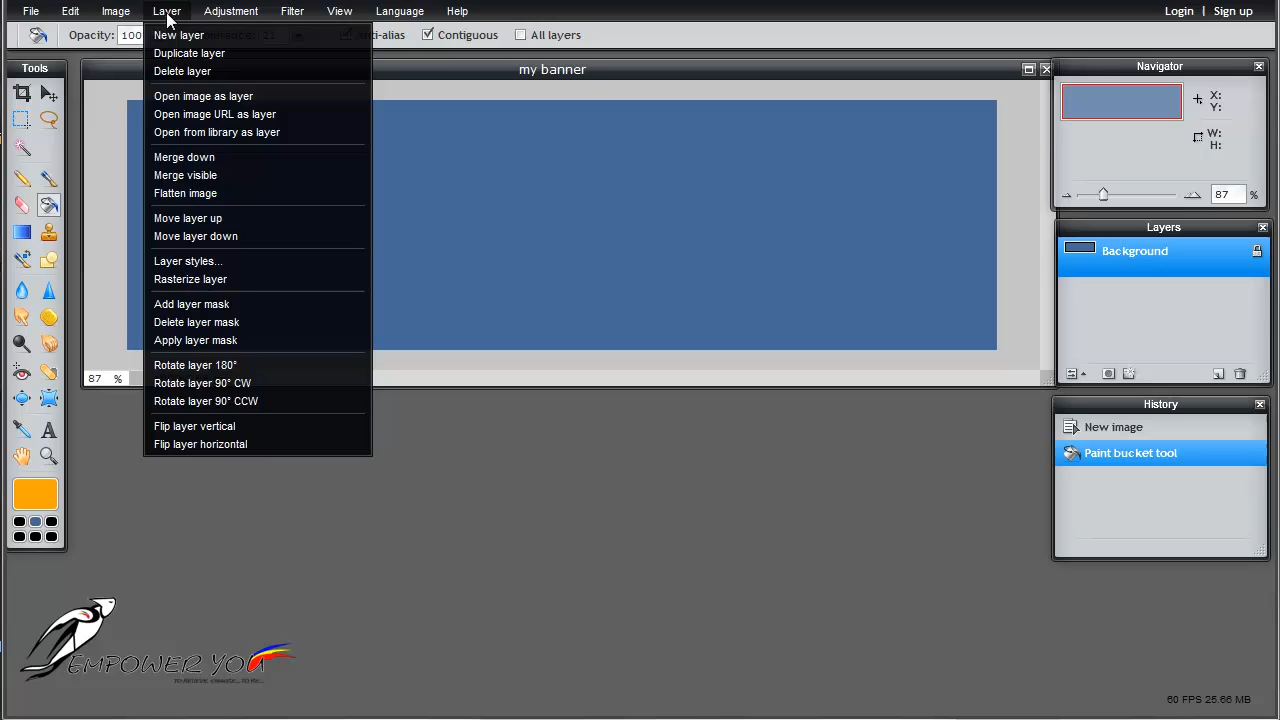 File Edit Image Layer Adjustment Filter View Language Help Login | Sign up
Opacity: 100 21 Anti-alias Contiguous All layers
Tools
my banner
Navigator
New layer
Duplicate layer
Delete layer
Open image as layer
Open image URL as layer
Open from library as layer
Merge down
Merge visible
Flatten image
Move layer up
Move layer down
Layer styles...
Rasterize layer
Add layer mask
Delete layer mask
Apply layer mask
Rotate layer 180°
Rotate layer 90° CW
Rotate layer 90° CCW
Flip layer vertical
Flip layer horizontal
87 %
X:
Y:
W:
H:
87 %
Layers
Background
History
New image
Paint bucket tool
A
EMPOWER YOU
60 FPS 25.66 MB